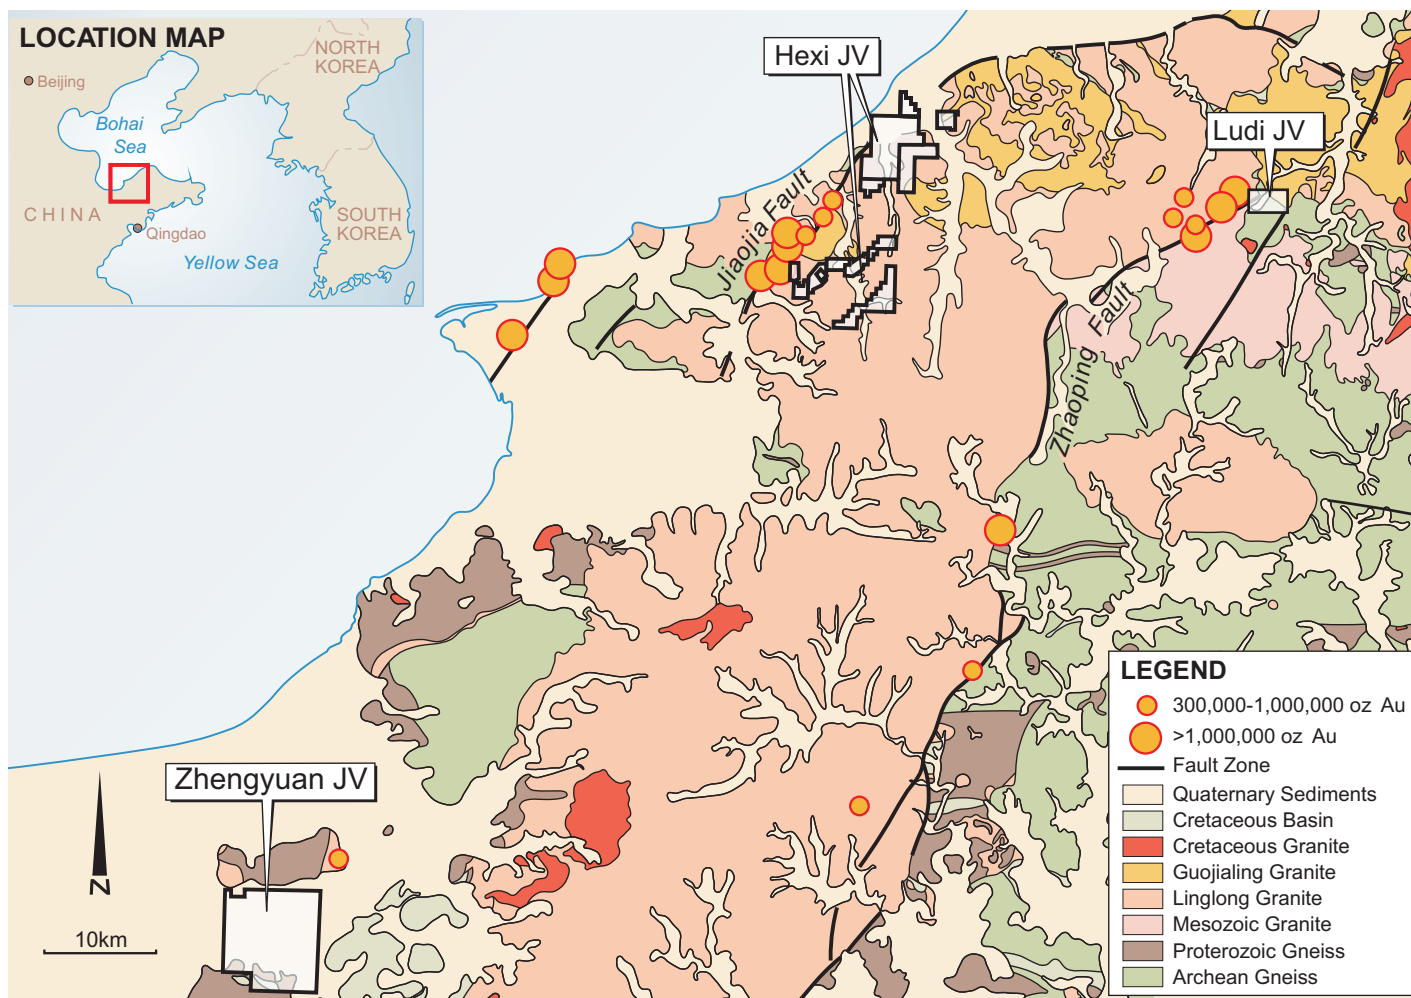 LOCATION MAP
NORTH
KOREA
Beijing
Bohai
Sea
CHINA
SOUTH
KOREA
Qingdao
Yellow Sea
Hexi JV
Ludi JV
Jiaojia Fault
Zhaoping Fault
Zhengyuan JV
N
10km
LEGEND
300,000-1,000,000 oz Au
>1,000,000 oz Au
Fault Zone
Quaternary Sediments
Cretaceous Basin
Cretaceous Granite
Guojialing Granite
Linglong Granite
Mesozoic Granite
Proterozoic Gneiss
Archean Gneiss